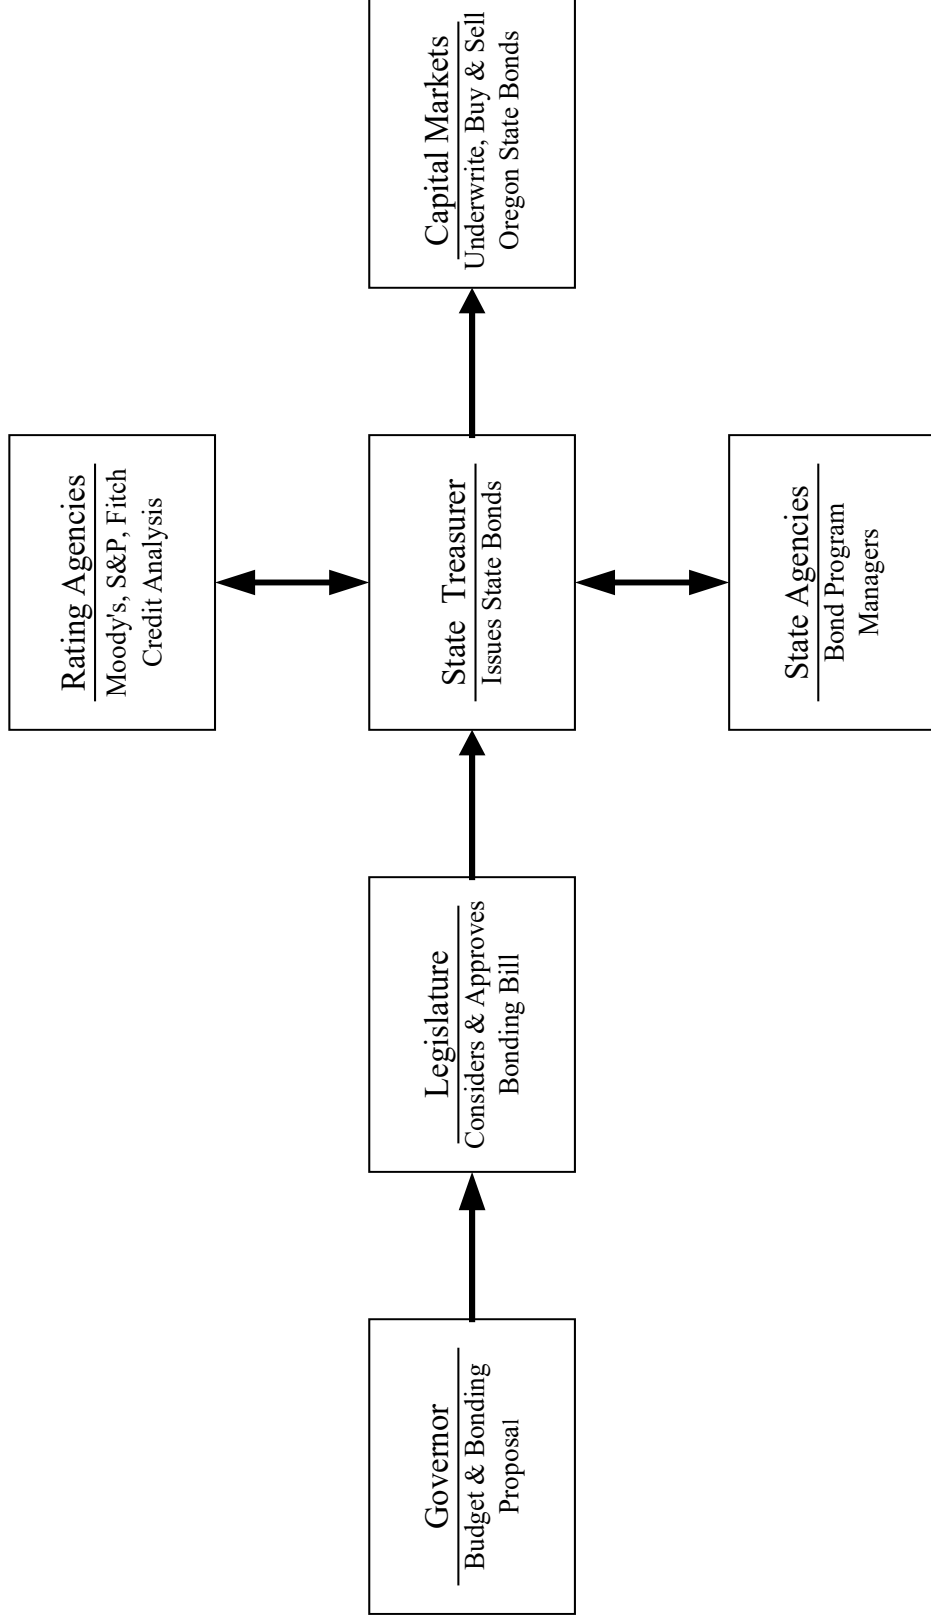 Rating Agencies
Moody's, S&P, Fitch
Credit Analysis
Governor
Budget & Bonding
Proposal
Legislature
Considers & Approves
Bonding Bill
State Treasurer
Issues State Bonds
Capital Markets
Underwrite, Buy & Sell
Oregon State Bonds
State Agencies
Bond Program
Managers